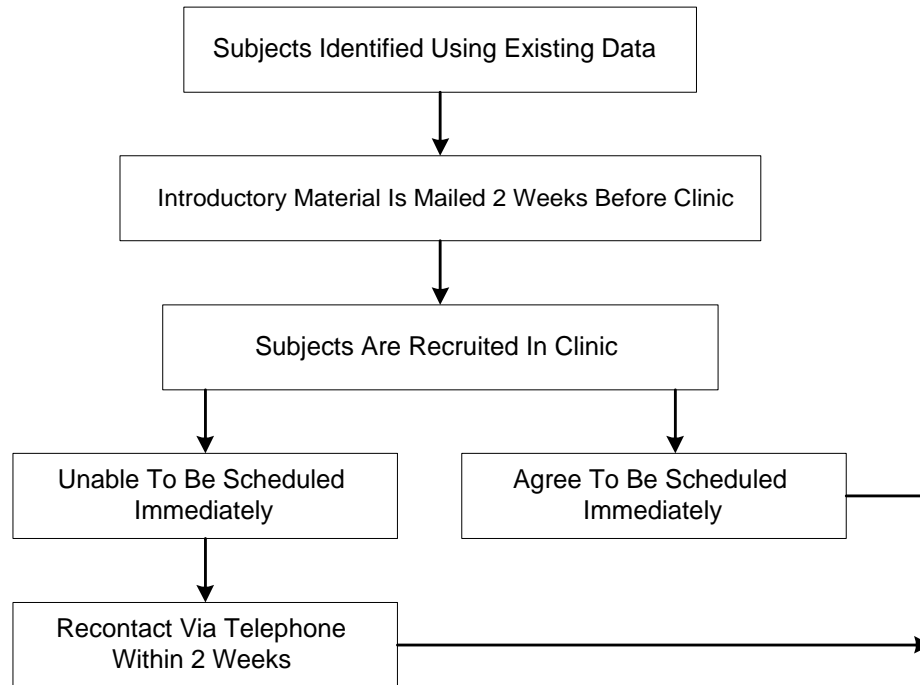 Subjects Identified Using Existing Data
Introductory Material Is Mailed 2 Weeks Before Clinic
Subjects Are Recruited In Clinic
Unable To Be Scheduled
Immediately
Agree To Be Scheduled
Immediately
Recontact Via Telephone
Within 2 Weeks